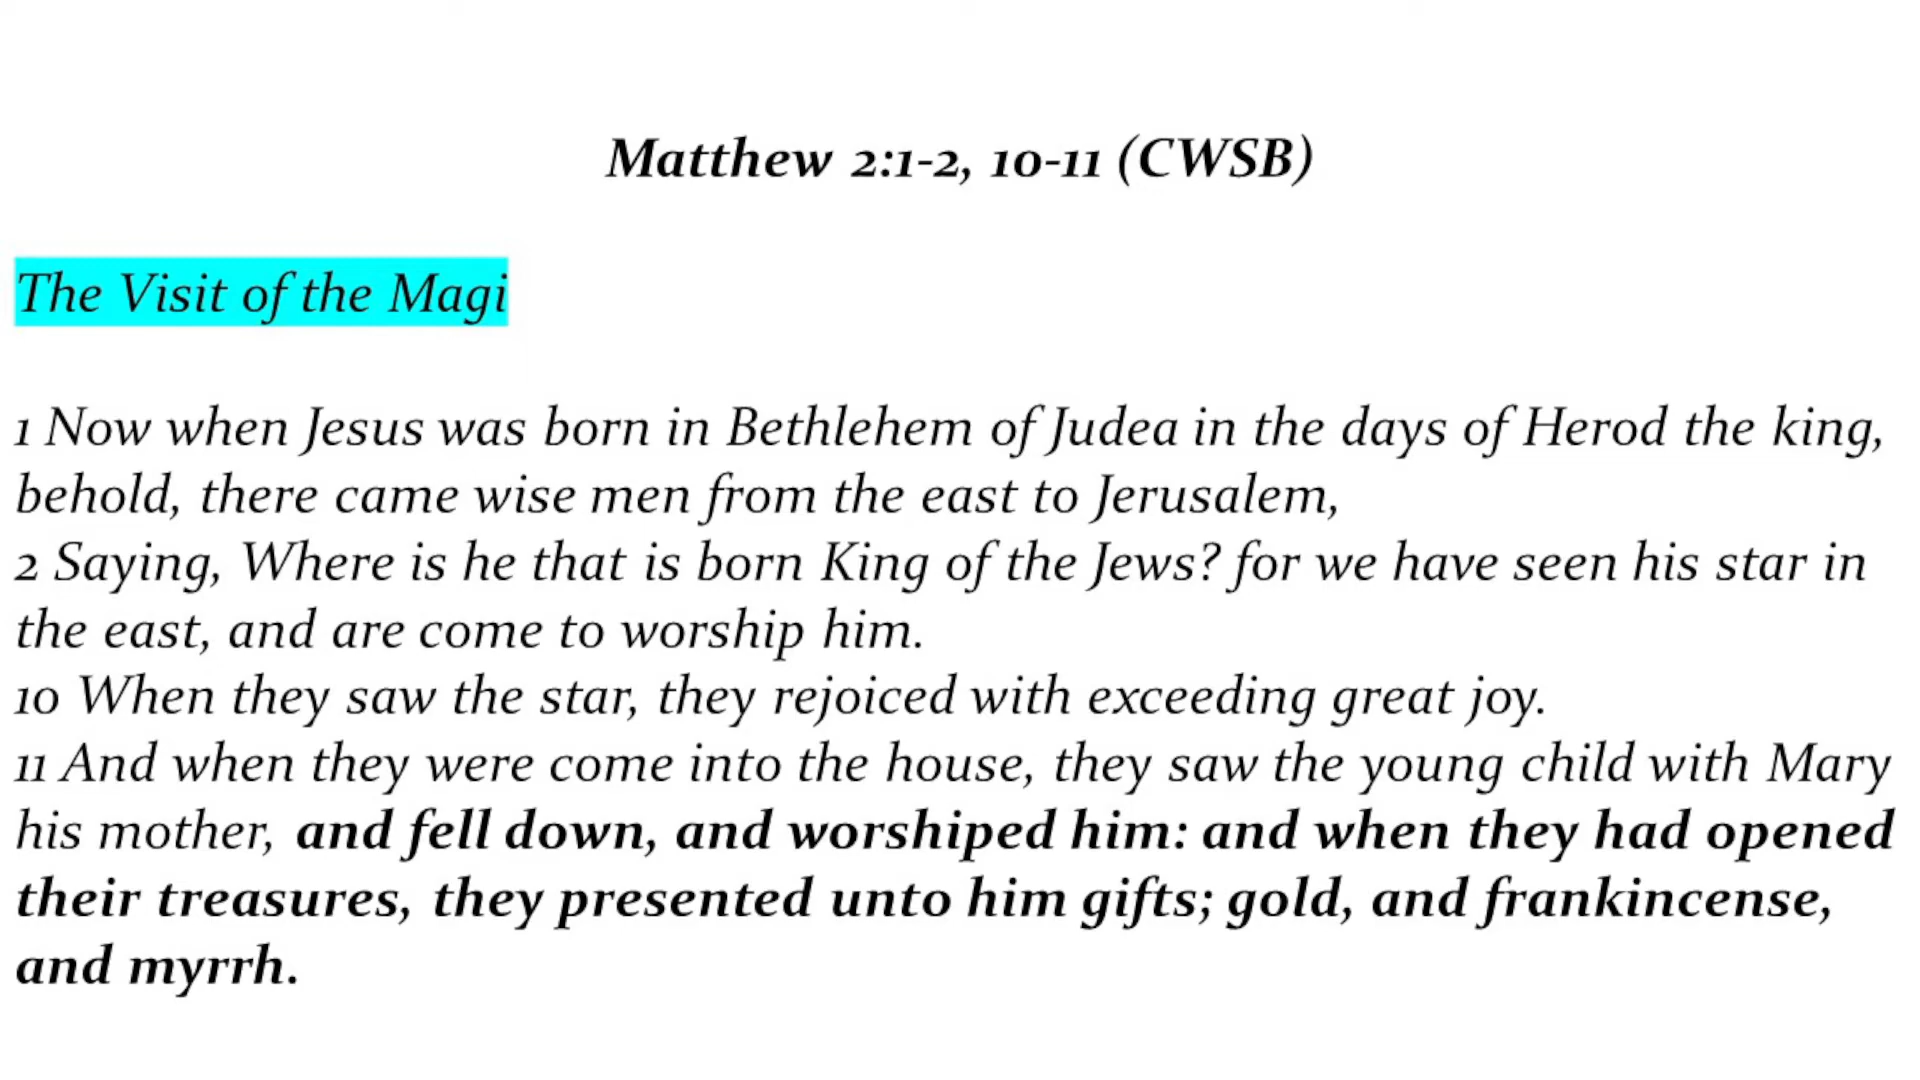 Matthew 2:1-2, 10-11 (CWSB)
The Visit of the Magi
1 Now when Jesus was born in Bethlehem of Judea in the days of Herod the king,
behold, there came wise men from the east to Jerusalem,
2 Saying, Where is he that is born King of the Jews? for we have seen his star in
the east, and are come to worship him.
10 When they saw the star, they rejoiced with exceeding great joy.
11 And when they were come into the house, they saw the young child with Mary
his mother, and fell down, and worshiped him: and when they had opened
their treasures, they presented unto him gifts; gold, and frankincense,
and myrrh.